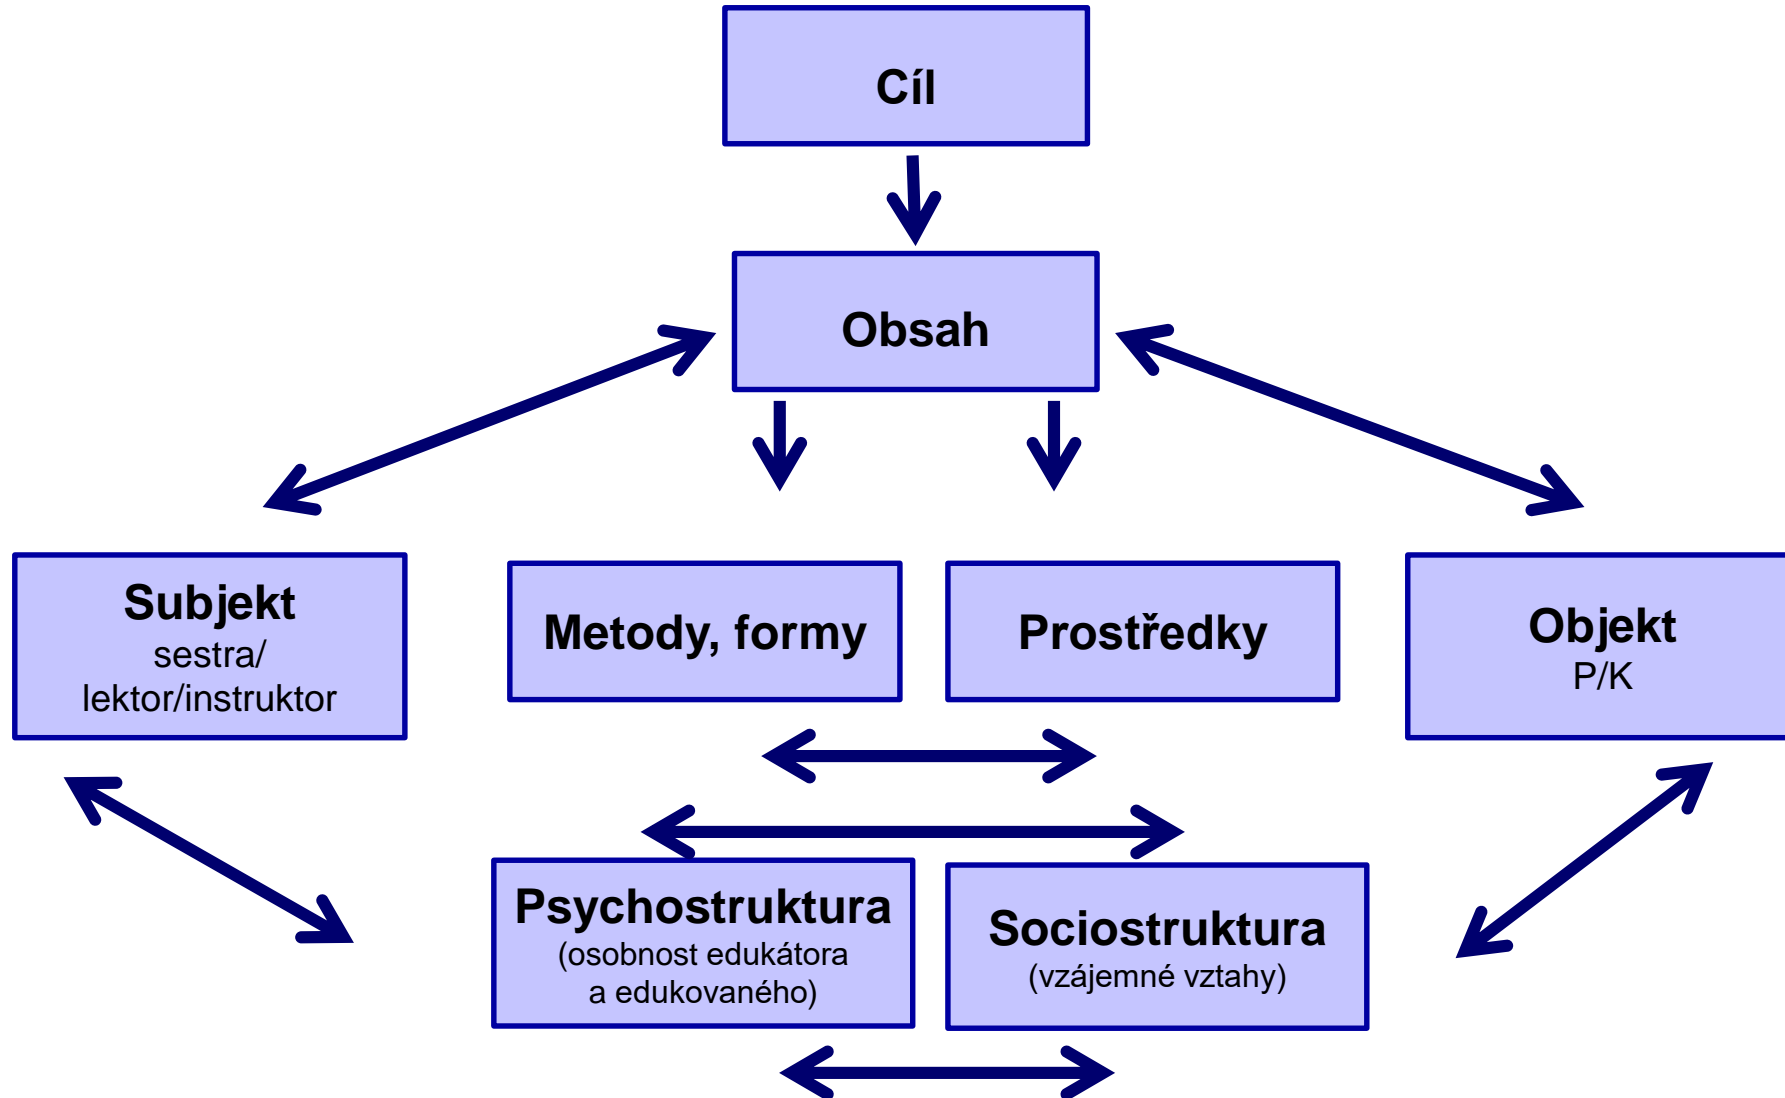 Cíl
Obsah
Subjekt
sestra/
lektor/instruktor
Metody, formy
Prostředky
Objekt
P/K
Psychostruktura
(osobnost edukátora
a edukovaného)
Sociostruktura
(vzájemné vztahy)